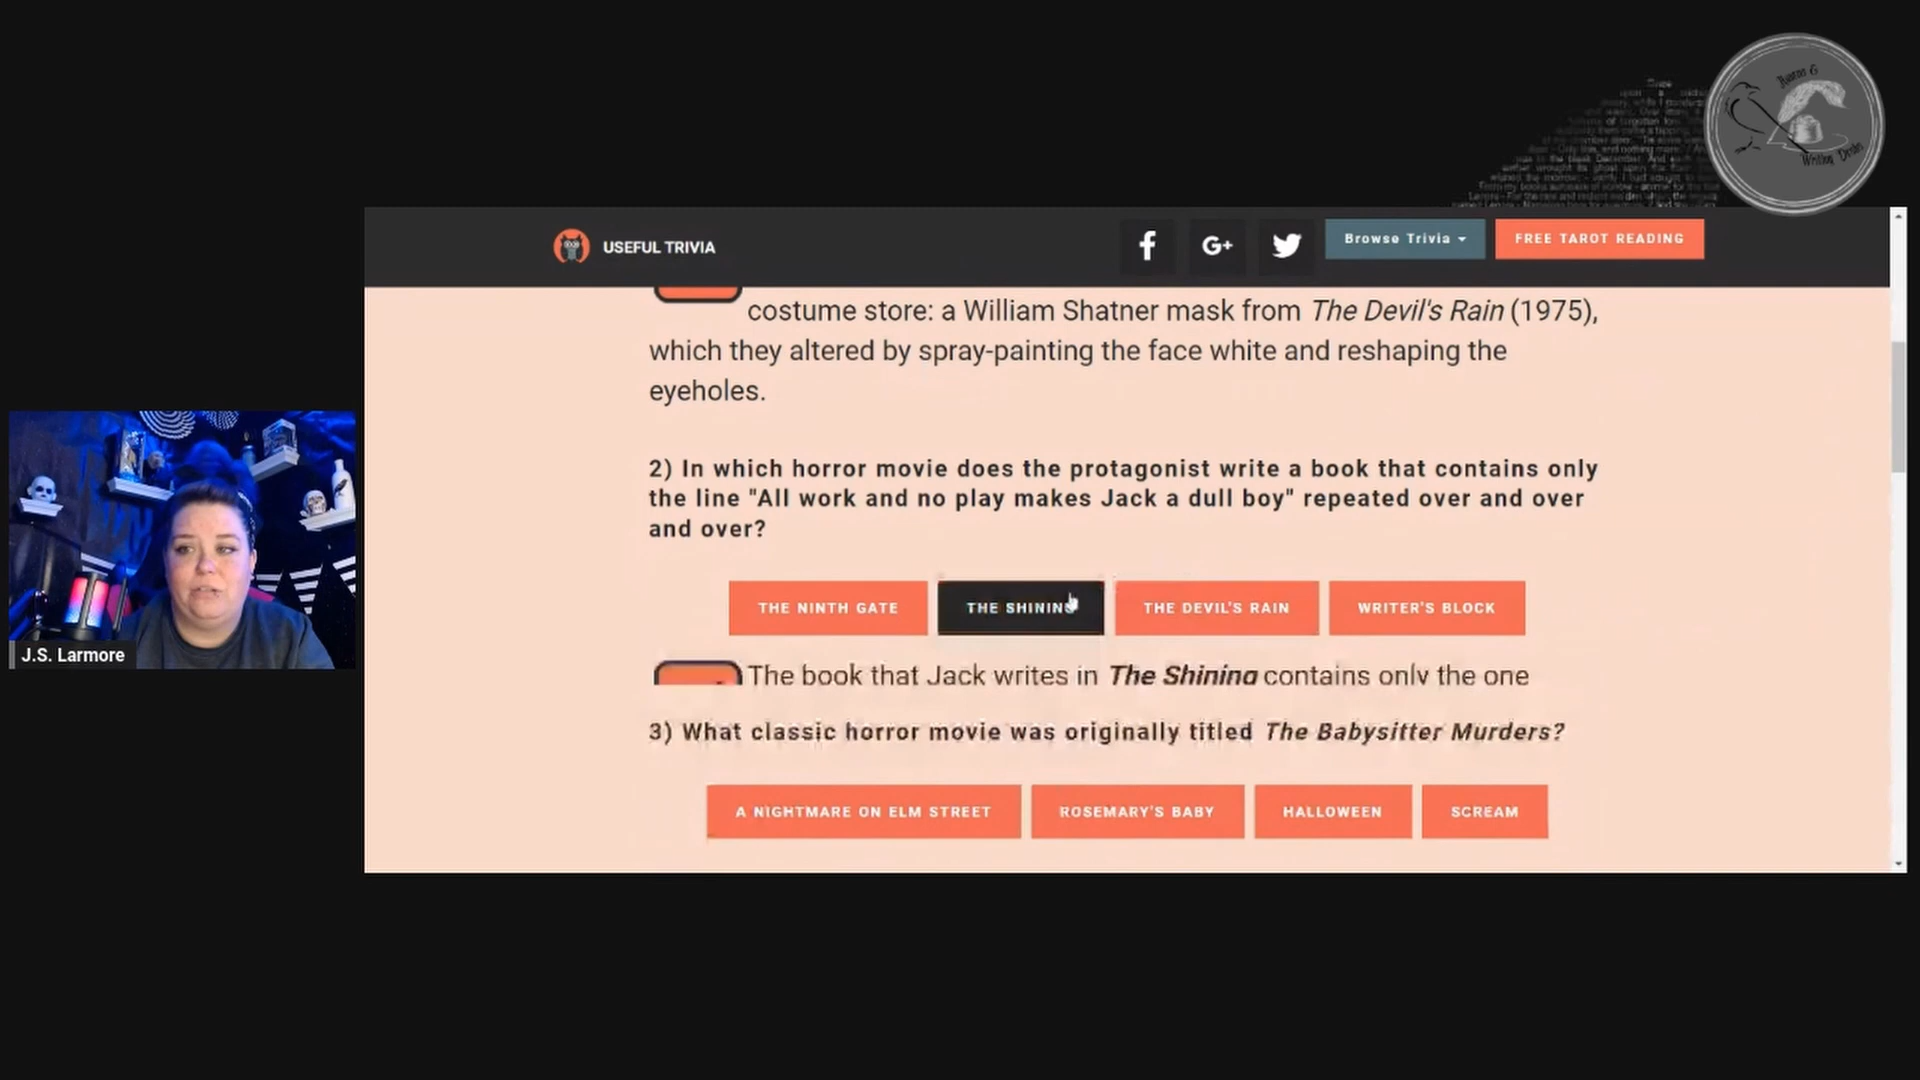 Ravens &
Writing Desks
USEFUL TRIVIA
f
G+
Browse Trivia
FREE TAROT READING
costume store: a William Shatner mask from The Devil's Rain (1975),
which they altered by spray-painting the face white and reshaping the
eyeholes.
2) In which horror movie does the protagonist write a book that contains only
the line "All work and no play makes Jack a dull boy" repeated over and over
and over?
THE NINTH GATE
THE SHINING
THE DEVIL'S RAIN
WRITER'S BLOCK
The book that Jack writes in The Shining contains only the one
3) What classic horror movie was originally titled The Babysitter Murders?
A NIGHTMARE ON ELM STREET
ROSEMARY'S BABY
HALLOWEEN
SCREAM
J.S. Larmore